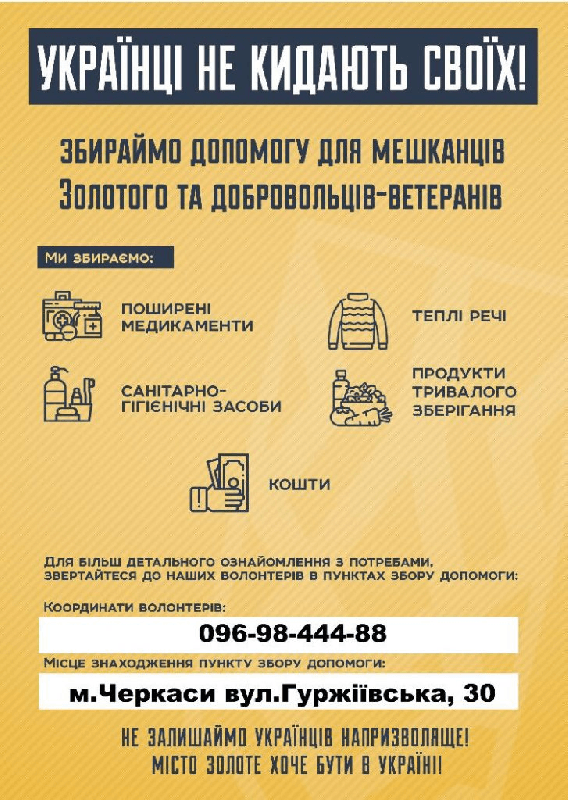 УКРАЇНЦІ НЕ КИДАЮТЬ СВОЇХ!
ЗБИРАЙМО ДОПОМОГУ ДЛЯ МЕШКАНЦІВ
ЗОЛОТОГО ТА ДОБРОВОЛЬЦІВ-ВЕТЕРАНІВ
МИ ЗБИРАЄМО:
ПОШИРЕНІ
МЕДИКАМЕНТИ
ТЕПЛІ РЕЧІ
САНІТАРНО-
ГІГІЄНІЧНІ ЗАСОБИ
ПРОДУКТИ
ТРИВАЛОГО
ЗБЕРІГАННЯ
КОШТИ
ДЛЯ БІЛЬШ ДЕТАЛЬНОГО ОЗНАЙОМЛЕННЯ З ПОТРЕБАМИ,
ЗВЕРТАЙТЕСЯ ДО НАШИХ ВОЛОНТЕРІВ В ПУНКТАХ ЗБОРУ ДОПОМОГИ:
КООРДИНАТИ ВОЛОНТЕРІВ:
096-98-444-88
МІСЦЕ ЗНАХОДЖЕННЯ ПУНКТУ ЗБОРУ ДОПОМОГИ:
м.Черкаси вул.Гуржіївська, 30
НЕ ЗАЛИШАЙМО УКРАЇНЦІВ НАПРИЗВОЛЯЩЕ!
МІСТО ЗОЛОТЕ ХОЧЕ БУТИ В УКРАЇНІ!